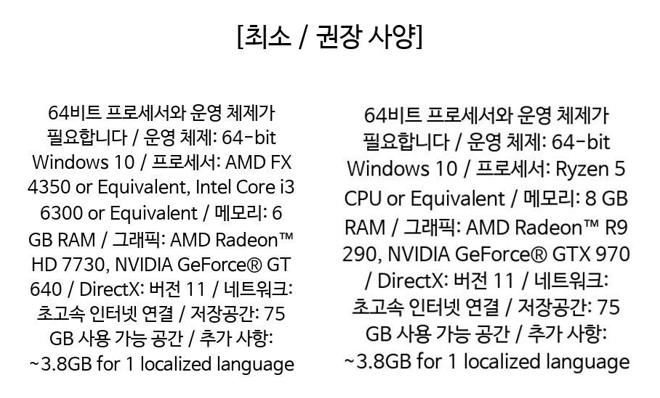 [최소 / 권장 사양]
64비트 프로세서와 운영 체제가
필요합니다 / 운영 체제: 64-bit
Windows 10 / 프로세서: AMD FX
4350 or Equivalent, Intel Core i3
6300 or Equivalent / 메모리: 6
GB RAM / 그래픽: AMD Radeon™
HD 7730, NVIDIA GeForce® GT
640 / DirectX: 버전 11 / 네트워크:
초고속 인터넷 연결 / 저장공간: 75
GB 사용 가능 공간 / 추가 사항:
~3.8GB for 1 localized language
64비트 프로세서와 운영 체제가
필요합니다 / 운영 체제: 64-bit
Windows 10 / 프로세서: Ryzen 5
CPU or Equivalent / 메모리: 8 GB
RAM / 그래픽: AMD Radeon™ R9
290, NVIDIA GeForce® GTX 970
/ DirectX: 버전 11 / 네트워크:
초고속 인터넷 연결 / 저장공간: 75
GB 사용 가능 공간 / 추가 사항:
~3.8GB for 1 localized language